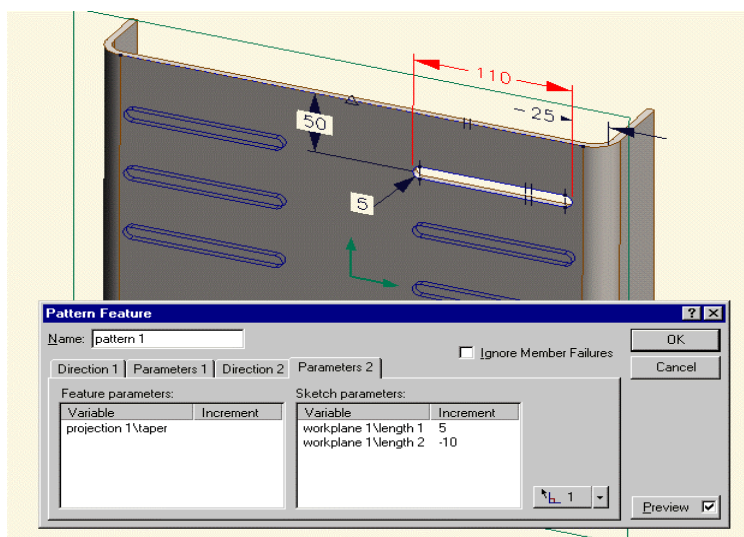 110
25
50
5
Pattern Feature
Name: pattern 1
Ignore Member Failures
OK
Cancel
Direction 1 Parameters 1 Direction 2 Parameters 2
Feature parameters:
Variable Increment
projection 1\taper
Sketch parameters:
Variable Increment
workplane 1\length 1 5
workplane 1\length 2 -10
1
Preview